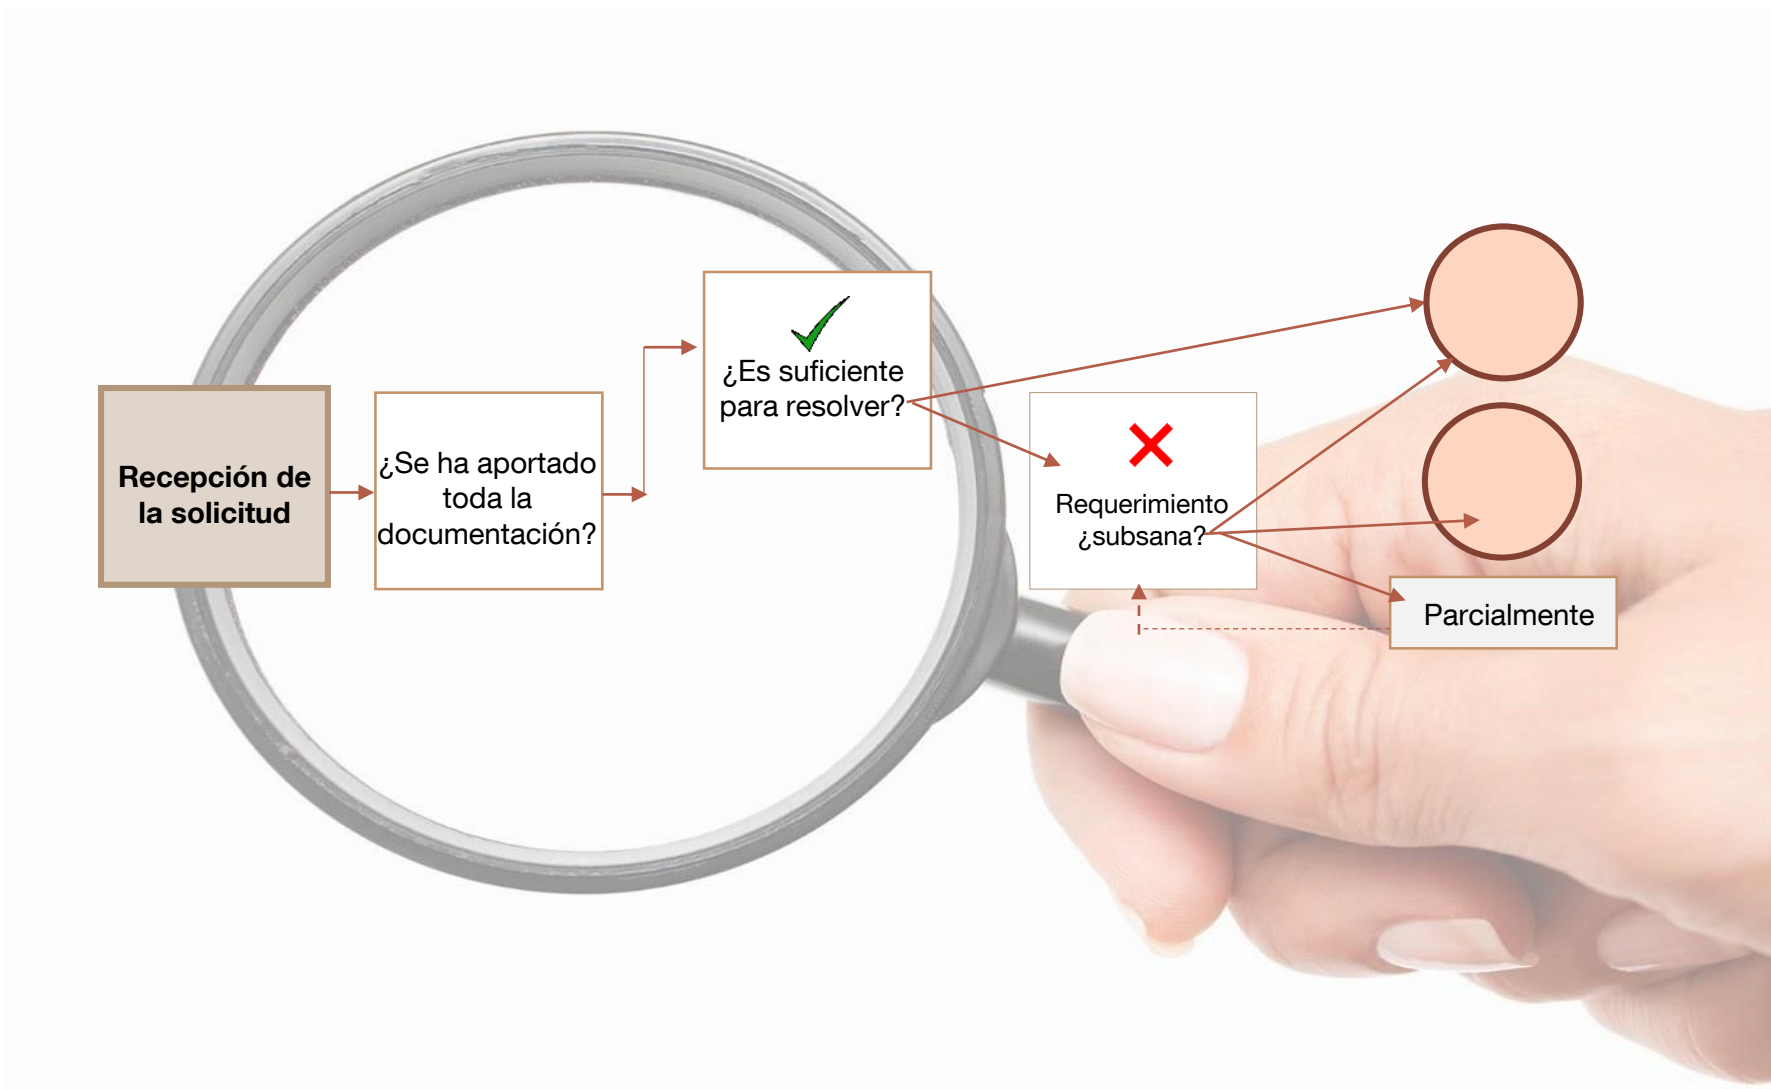 Recepción de
la solicitud
¿Se ha aportado
toda la
documentación?
¿Es suficiente
para resolver?
Requerimiento
¿subsana?
Parcialmente